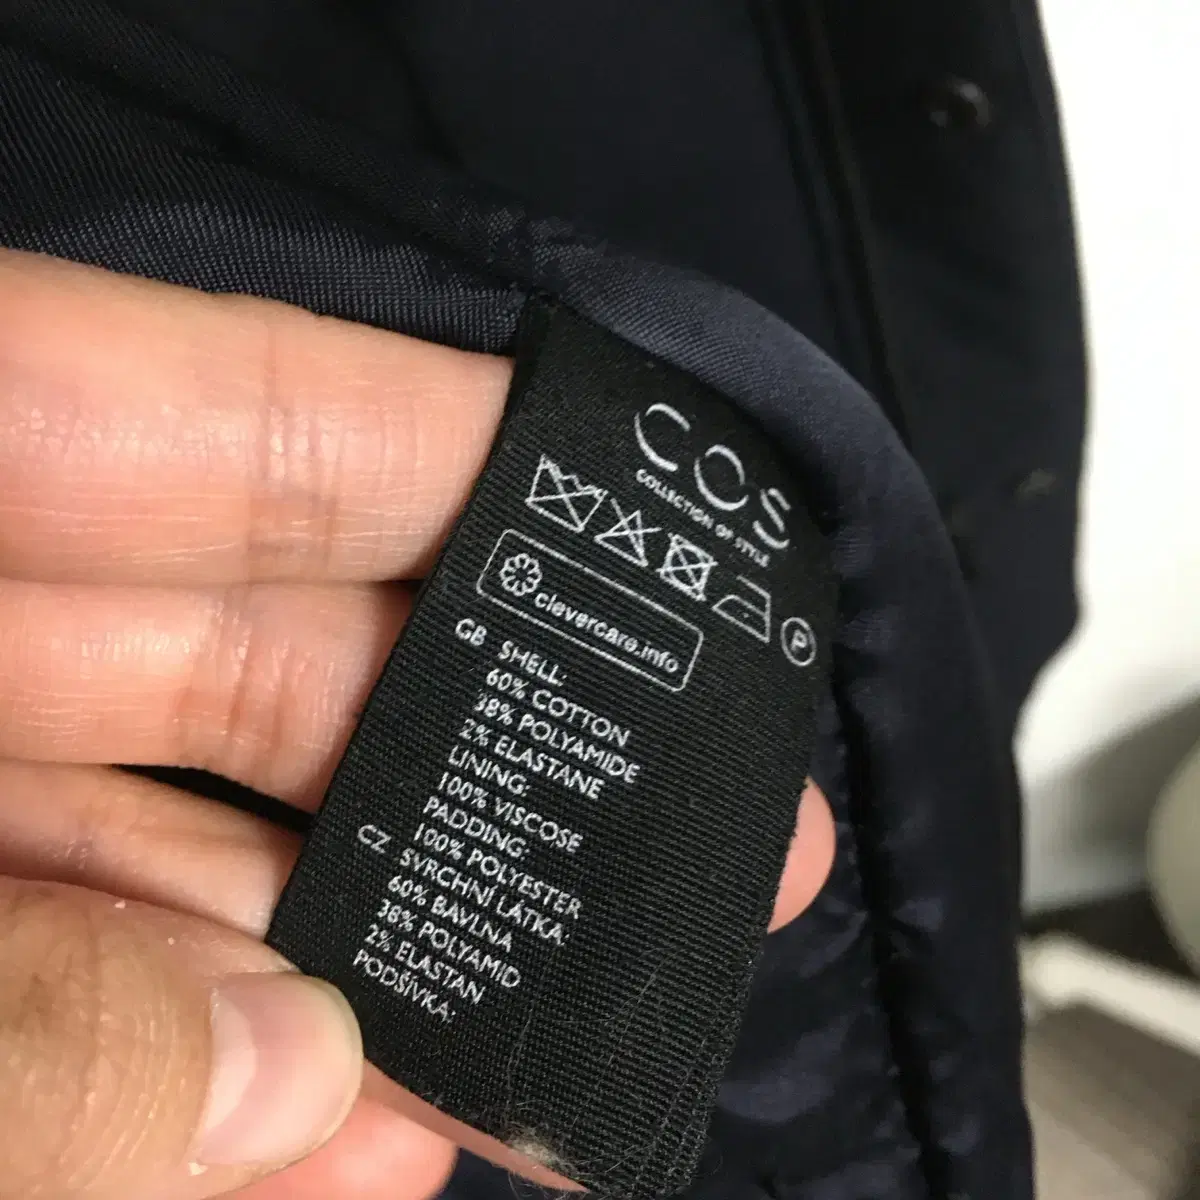 COS
COLLECTION OF STYLE
P
clevercare.info
GB SHELL:
60% COTTON
38% POLYAMIDE
2% ELASTANE
LINING:
100% VISCOSE
PADDING:
100% POLYESTER
CZ SVRCHNÍ LÁTKA:
60% BAVLNA
38% POLYAMID
2% ELASTAN
PODŠÍVKA: